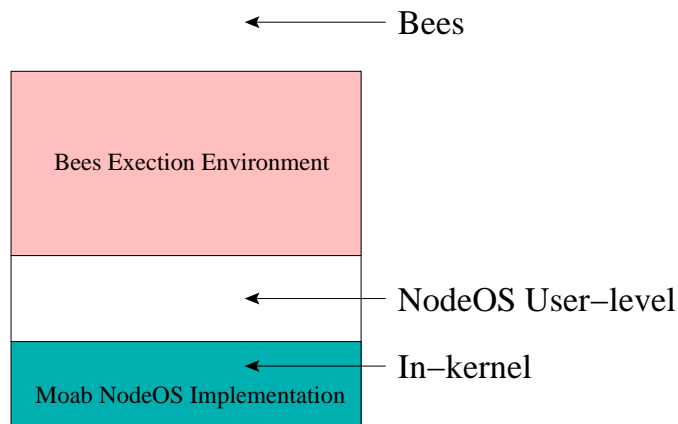 Bees
Bees Exection Environment
NodeOS User−level
In−kernel
Moab NodeOS Implementation